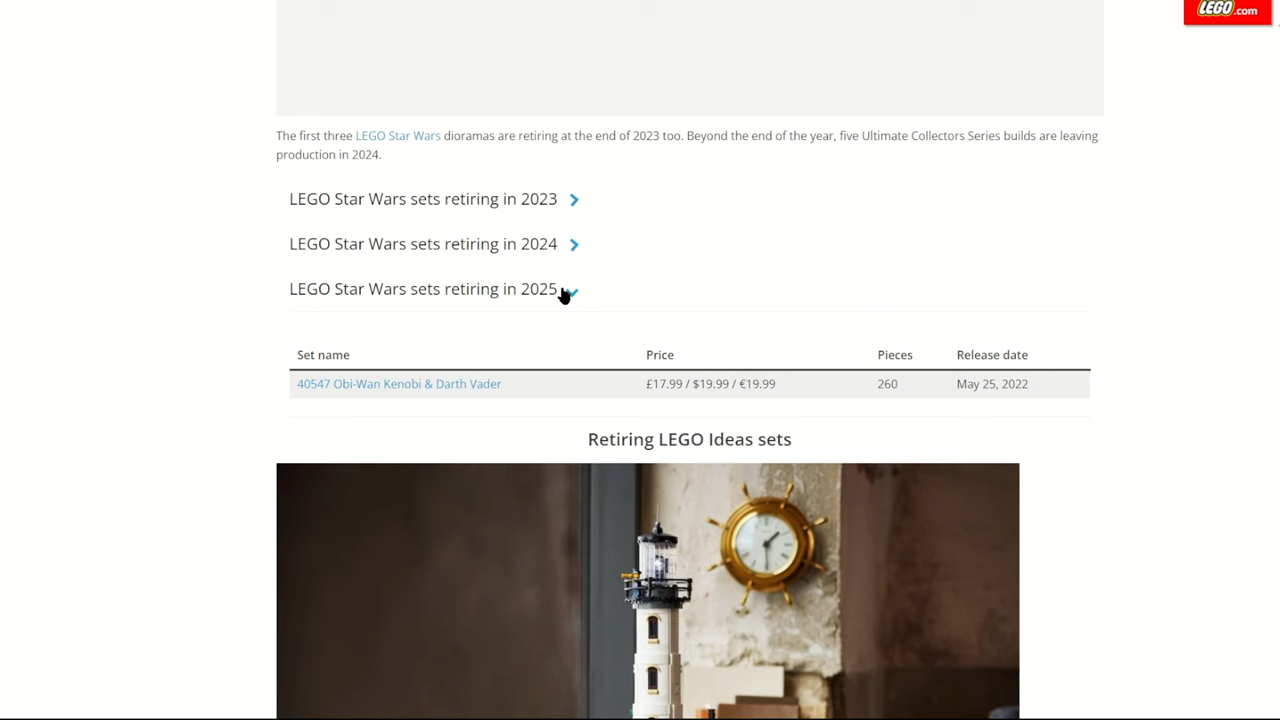 LEGO.com
The first three LEGO Star Wars dioramas are retiring at the end of 2023 too. Beyond the end of the year, five Ultimate Collectors Series builds are leaving
production in 2024.
LEGO Star Wars sets retiring in 2023
LEGO Star Wars sets retiring in 2024
LEGO Star Wars sets retiring in 2025
Set name Price Pieces Release date
40547 Obi-Wan Kenobi & Darth Vader £17.99 / $19.99 / €19.99 260 May 25, 2022
Retiring LEGO Ideas sets